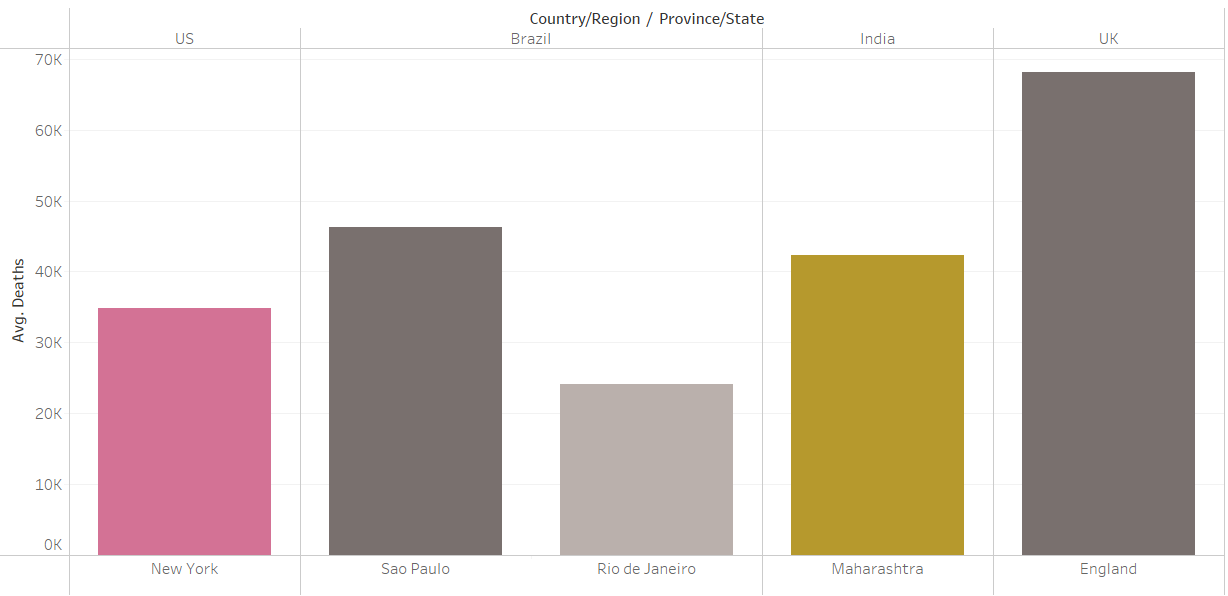 Country/Region / Province/State
US Brazil India UK
70K
60K
50K
40K
30K
20K
10K
0K
Avg. Deaths
New York Sao Paulo Rio de Janeiro Maharashtra England